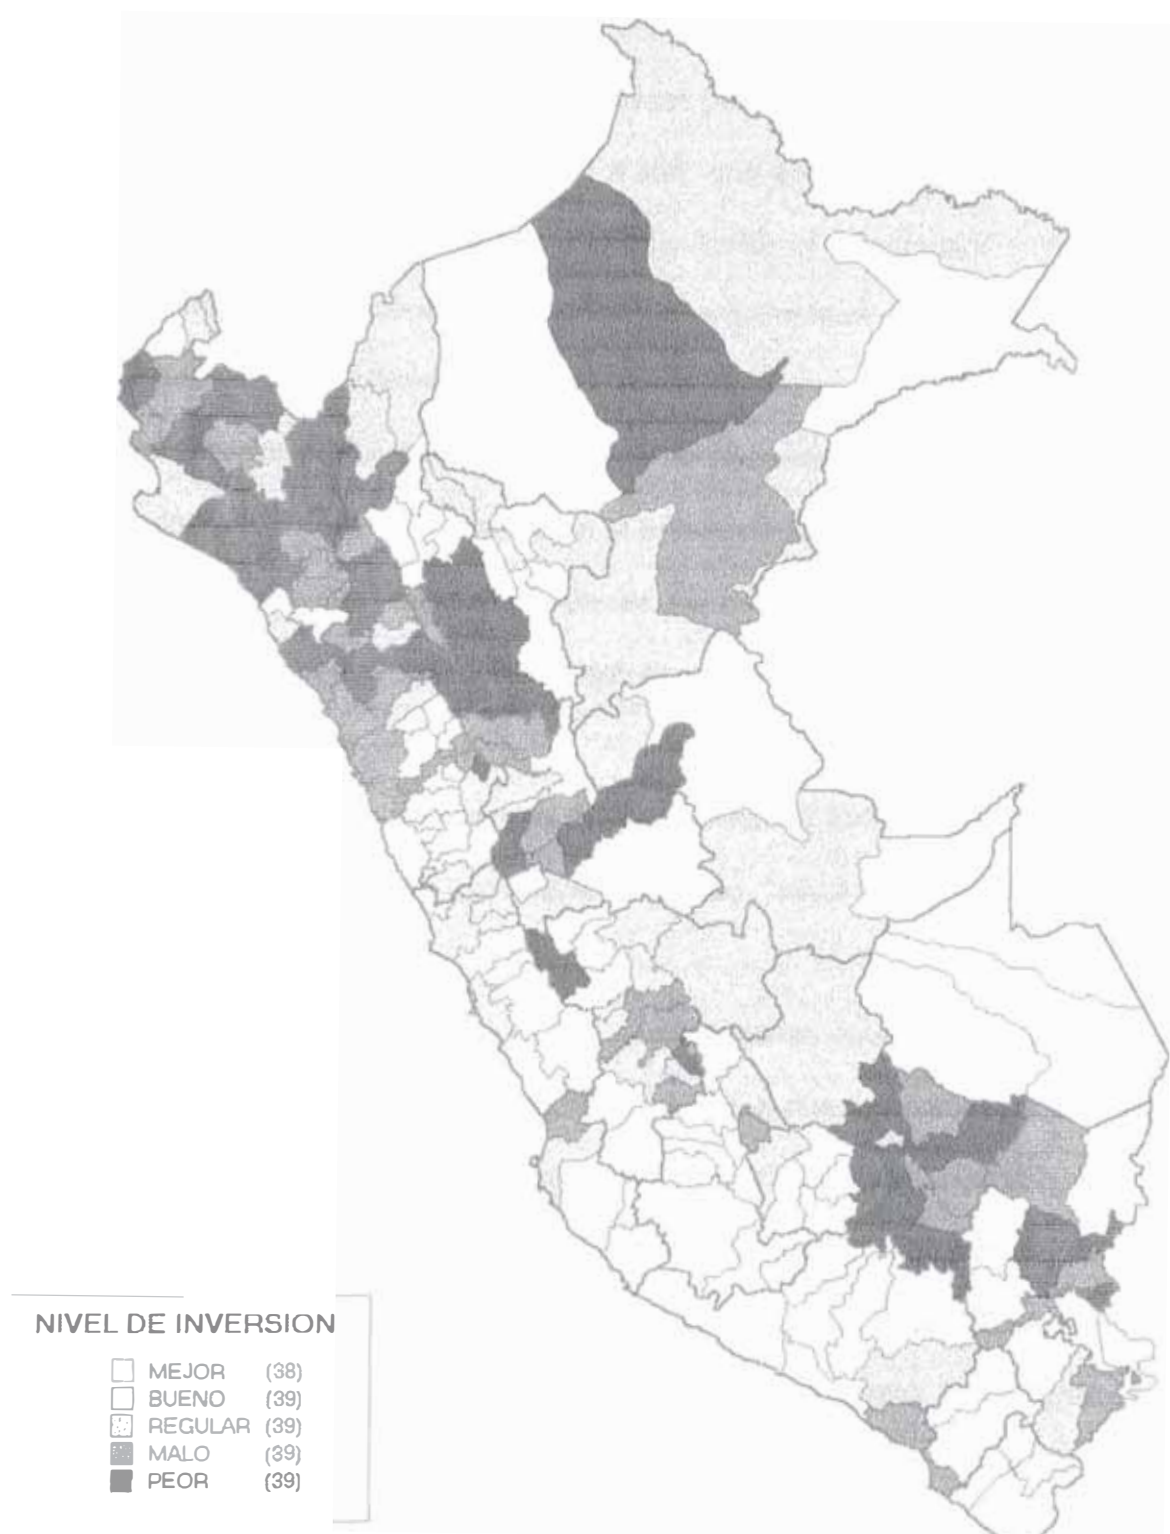 NIVEL DE INVERSION
MEJOR (38)
BUENO (39)
REGULAR (39)
MALO (39)
PEOR (39)